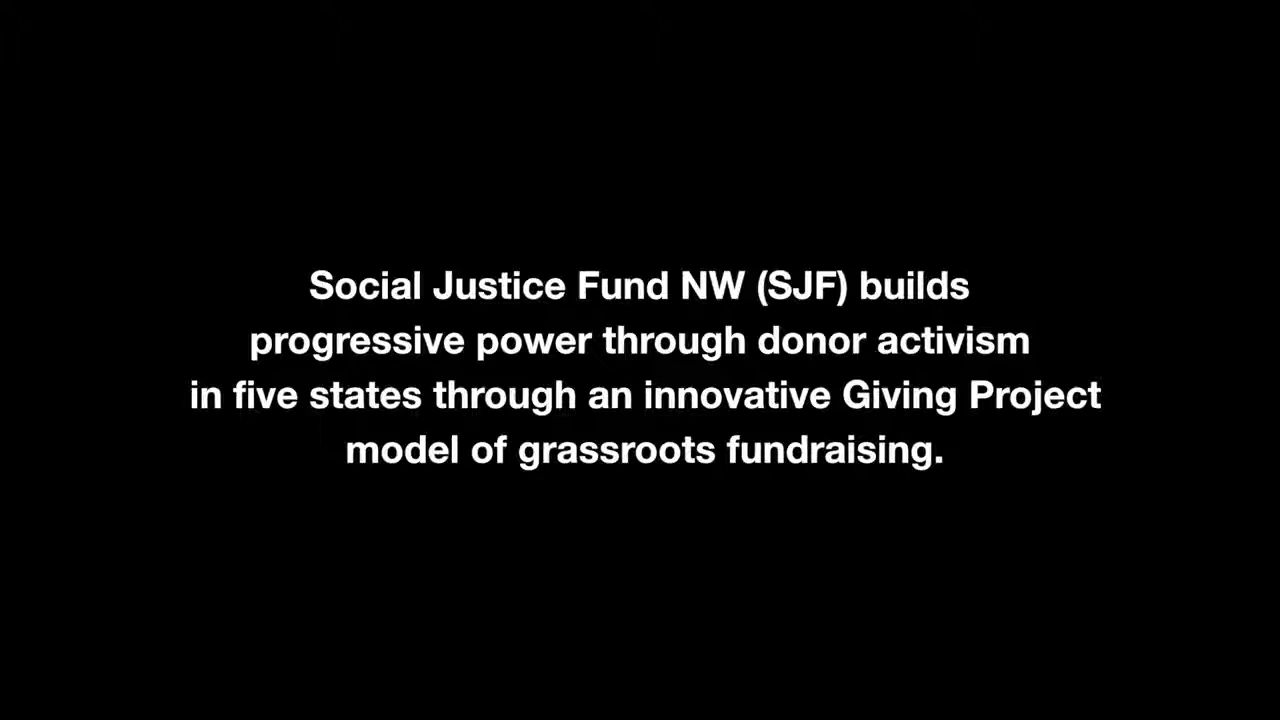 Social Justice Fund NW (SJF) builds
progressive power through donor activism
in five states through an innovative Giving Project
model of grassroots fundraising.